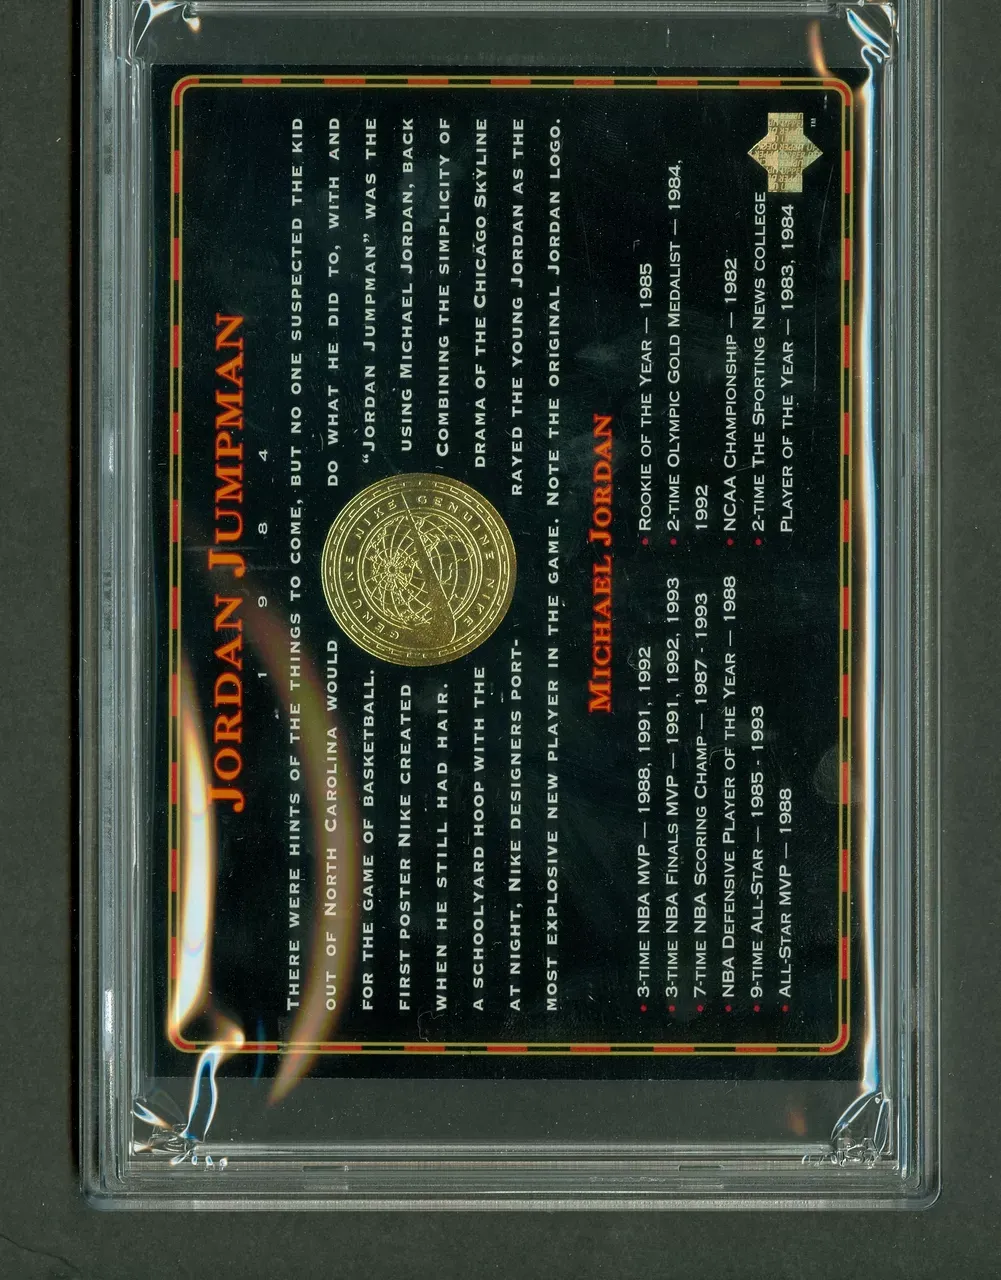 JORDAN JUMPMAN
1 9 8 4
THERE WERE HINTS OF THE THINGS TO COME, BUT NO ONE SUSPECTED THE KID
OUT OF NORTH CAROLINA WOULD DO WHAT HE DID TO, WITH AND
FOR THE GAME OF BASKETBALL. “JORDAN JUMPMAN” WAS THE
FIRST POSTER NIKE CREATED USING MICHAEL JORDAN, BACK
WHEN HE STILL HAD HAIR. COMBINING THE SIMPLICITY OF
A SCHOOLYARD HOOP WITH THE DRAMA OF THE CHICAGO SKYLINE
AT NIGHT, NIKE DESIGNERS PORT- RAYED THE YOUNG JORDAN AS THE
MOST EXPLOSIVE NEW PLAYER IN THE GAME. NOTE THE ORIGINAL JORDAN LOGO.
GENUINE NIKE GENUINE NIKE
MICHAEL JORDAN
• 3-TIME NBA MVP — 1988, 1991, 1992
• 3-TIME NBA FINALS MVP — 1991, 1992, 1993
• 7-TIME NBA SCORING CHAMP — 1987 - 1993
• NBA DEFENSIVE PLAYER OF THE YEAR — 1988
• 9-TIME ALL-STAR — 1985 - 1993
• ALL-STAR MVP — 1988
• ROOKIE OF THE YEAR — 1985
• 2-TIME OLYMPIC GOLD MEDALIST — 1984,
1992
• NCAA CHAMPIONSHIP — 1982
• 2-TIME THE SPORTING NEWS COLLEGE
PLAYER OF THE YEAR — 1983, 1984
TM